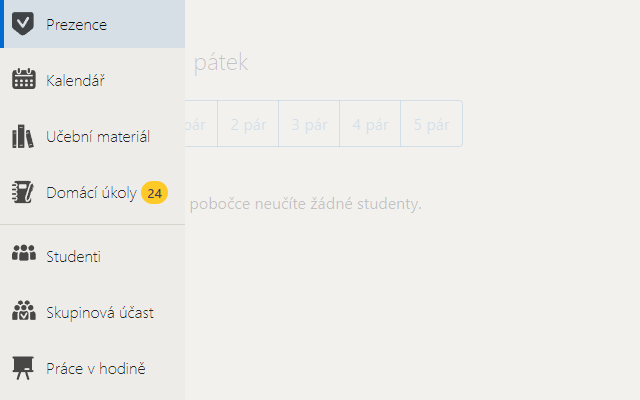 Prezence
Kalendář
Učební materiál
Domácí úkoly 24
Studenti
Skupinová účast
Práce v hodině
pátek
pár 2 pár 3 pár 4 pár 5 pár
pobočce neučíte žádné studenty.